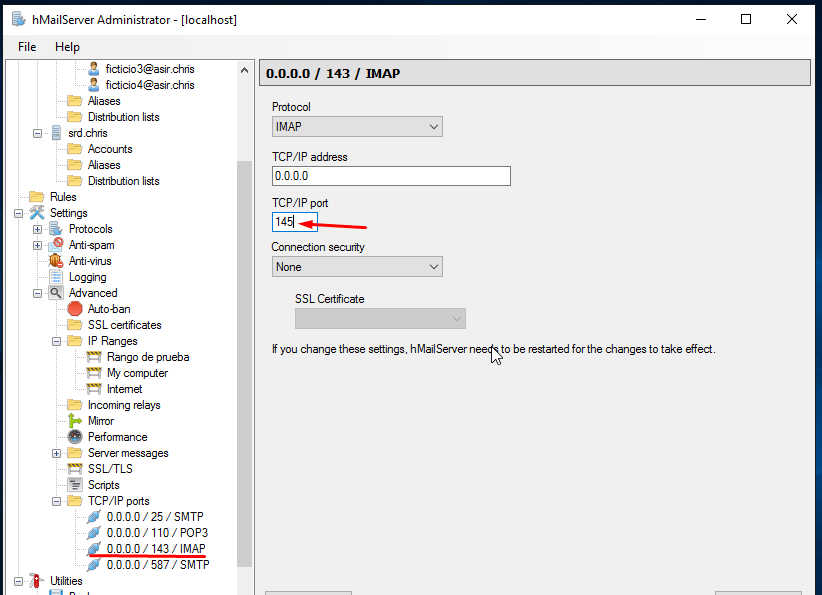 hMailServer Administrator - [localhost]
File Help
ficticio3@asir.chris
ficticio4@asir.chris
Aliases
Distribution lists
srd.chris
Accounts
Aliases
Distribution lists
Rules
Settings
Protocols
Anti-spam
Anti-virus
Logging
Advanced
Auto-ban
SSL certificates
IP Ranges
Rango de prueba
My computer
Internet
Incoming relays
Mirror
Performance
Server messages
SSL/TLS
Scripts
TCP/IP ports
0.0.0.0 / 25 / SMTP
0.0.0.0 / 110 / POP3
0.0.0.0 / 143 / IMAP
0.0.0.0 / 587 / SMTP
Utilities
0.0.0.0 / 143 / IMAP
Protocol
IMAP
TCP/IP address
0.0.0.0
TCP/IP port
145
Connection security
None
SSL Certificate
If you change these settings, hMailServer needs to be restarted for the changes to take effect.